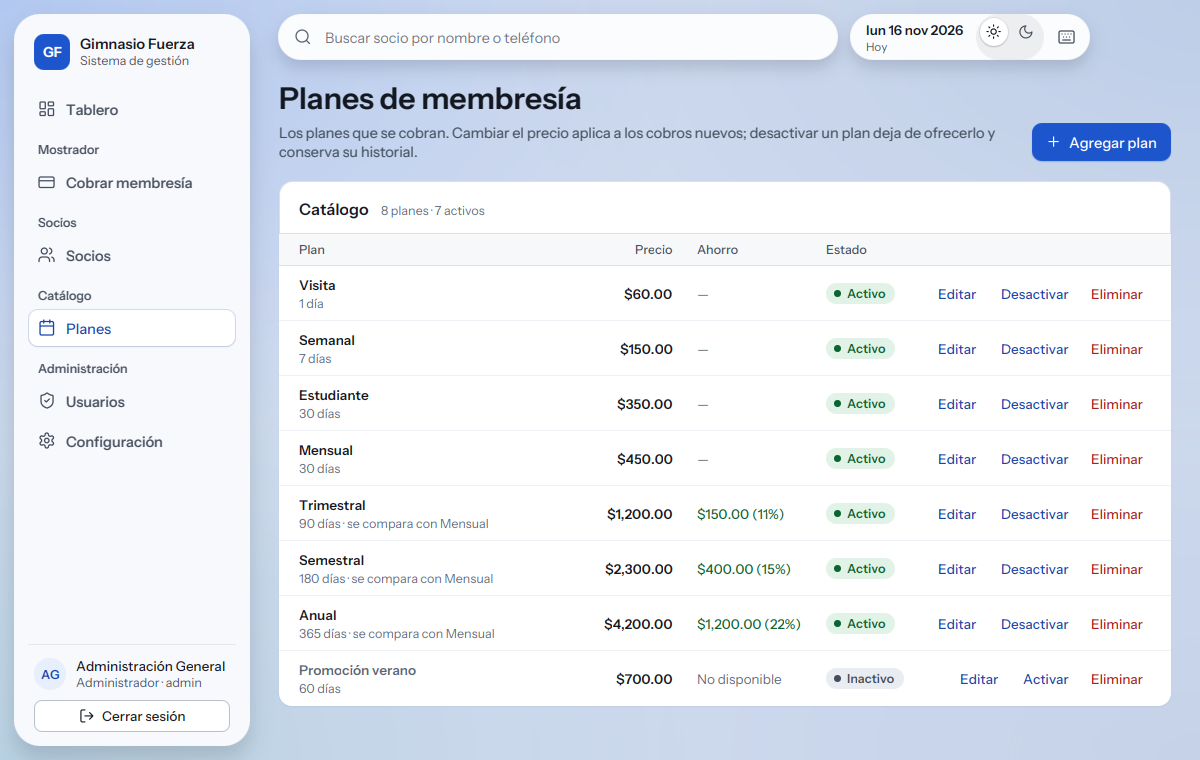 GF
Gimnasio Fuerza
Sistema de gestión
Tablero
Mostrador
Cobrar membresía
Socios
Socios
Catálogo
Planes
Administración
Usuarios
Configuración
AG
Administración General
Administrador · admin
Cerrar sesión
Buscar socio por nombre o teléfono
lun 16 nov 2026
Hoy
Planes de membresía
Los planes que se cobran. Cambiar el precio aplica a los cobros nuevos; desactivar un plan deja de ofrecerlo y
conserva su historial.
Agregar plan
Catálogo 8 planes · 7 activos
Plan Precio Ahorro Estado
Visita
1 día
$60.00 — Activo Editar Desactivar Eliminar
Semanal
7 días
$150.00 — Activo Editar Desactivar Eliminar
Estudiante
30 días
$350.00 — Activo Editar Desactivar Eliminar
Mensual
30 días
$450.00 — Activo Editar Desactivar Eliminar
Trimestral
90 días · se compara con Mensual
$1,200.00 $150.00 (11%) Activo Editar Desactivar Eliminar
Semestral
180 días · se compara con Mensual
$2,300.00 $400.00 (15%) Activo Editar Desactivar Eliminar
Anual
365 días · se compara con Mensual
$4,200.00 $1,200.00 (22%) Activo Editar Desactivar Eliminar
Promoción verano
60 días
$700.00 No disponible Inactivo Editar Activar Eliminar